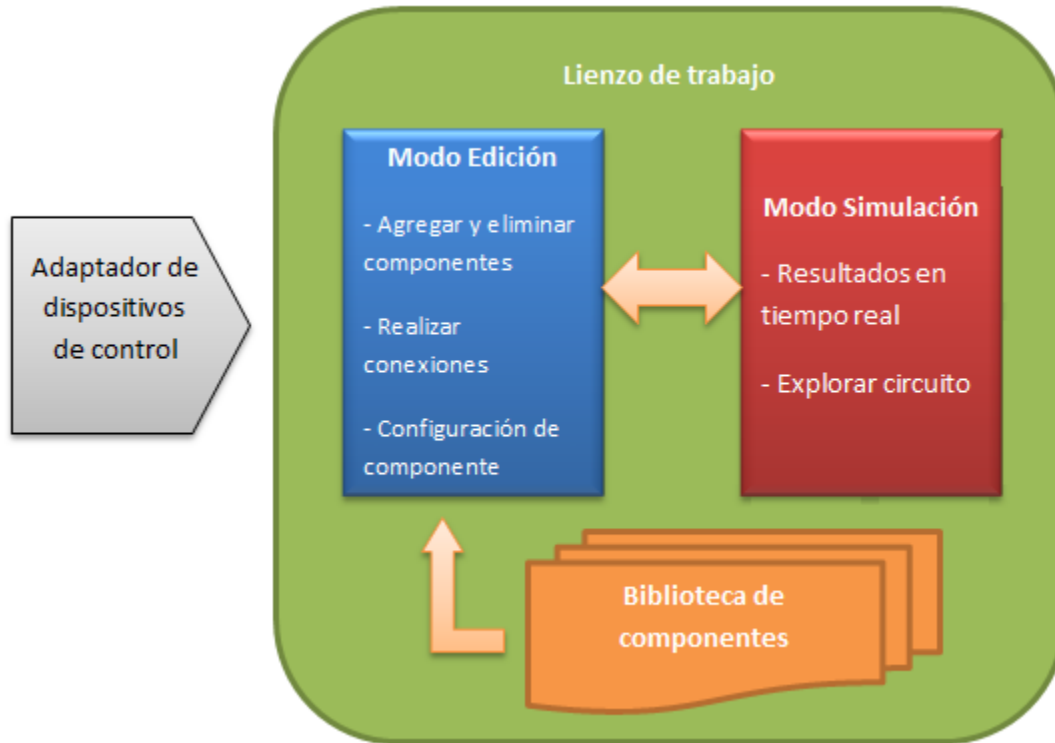 Lienzo de trabajo
Adaptador de
dispositivos
de control
Modo Edición
- Agregar y eliminar
componentes
- Realizar
conexiones
- Configuración de
componente
Modo Simulación
- Resultados en
tiempo real
- Explorar circuito
Biblioteca de
componentes